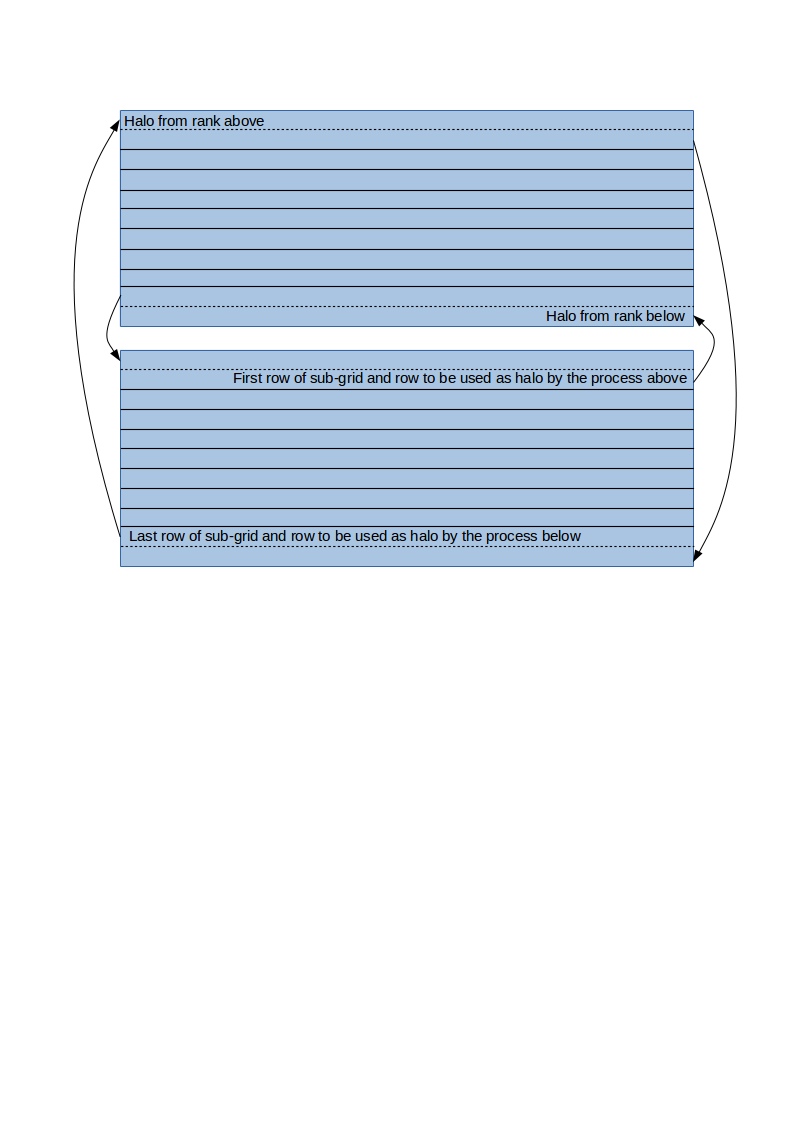 Halo from rank above
Halo from rank below
First row of sub-grid and row to be used as halo by the process above
Last row of sub-grid and row to be used as halo by the process below